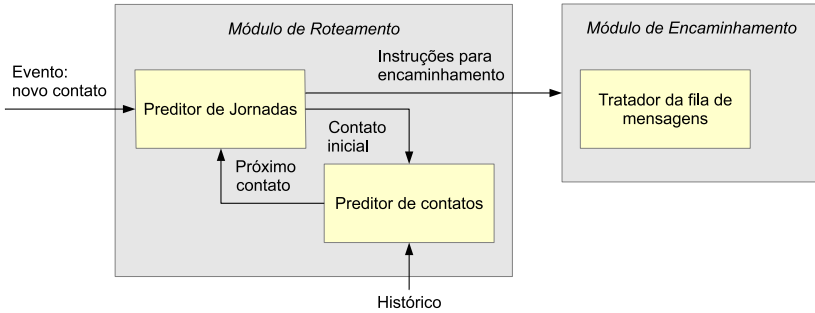 Módulo de Roteamento
Módulo de Encaminhamento
Evento:
novo contato
Preditor de Jornadas
Instruções para
encaminhamento
Tratador da fila de
mensagens
Contato
inicial
Próximo
contato
Preditor de contatos
Histórico